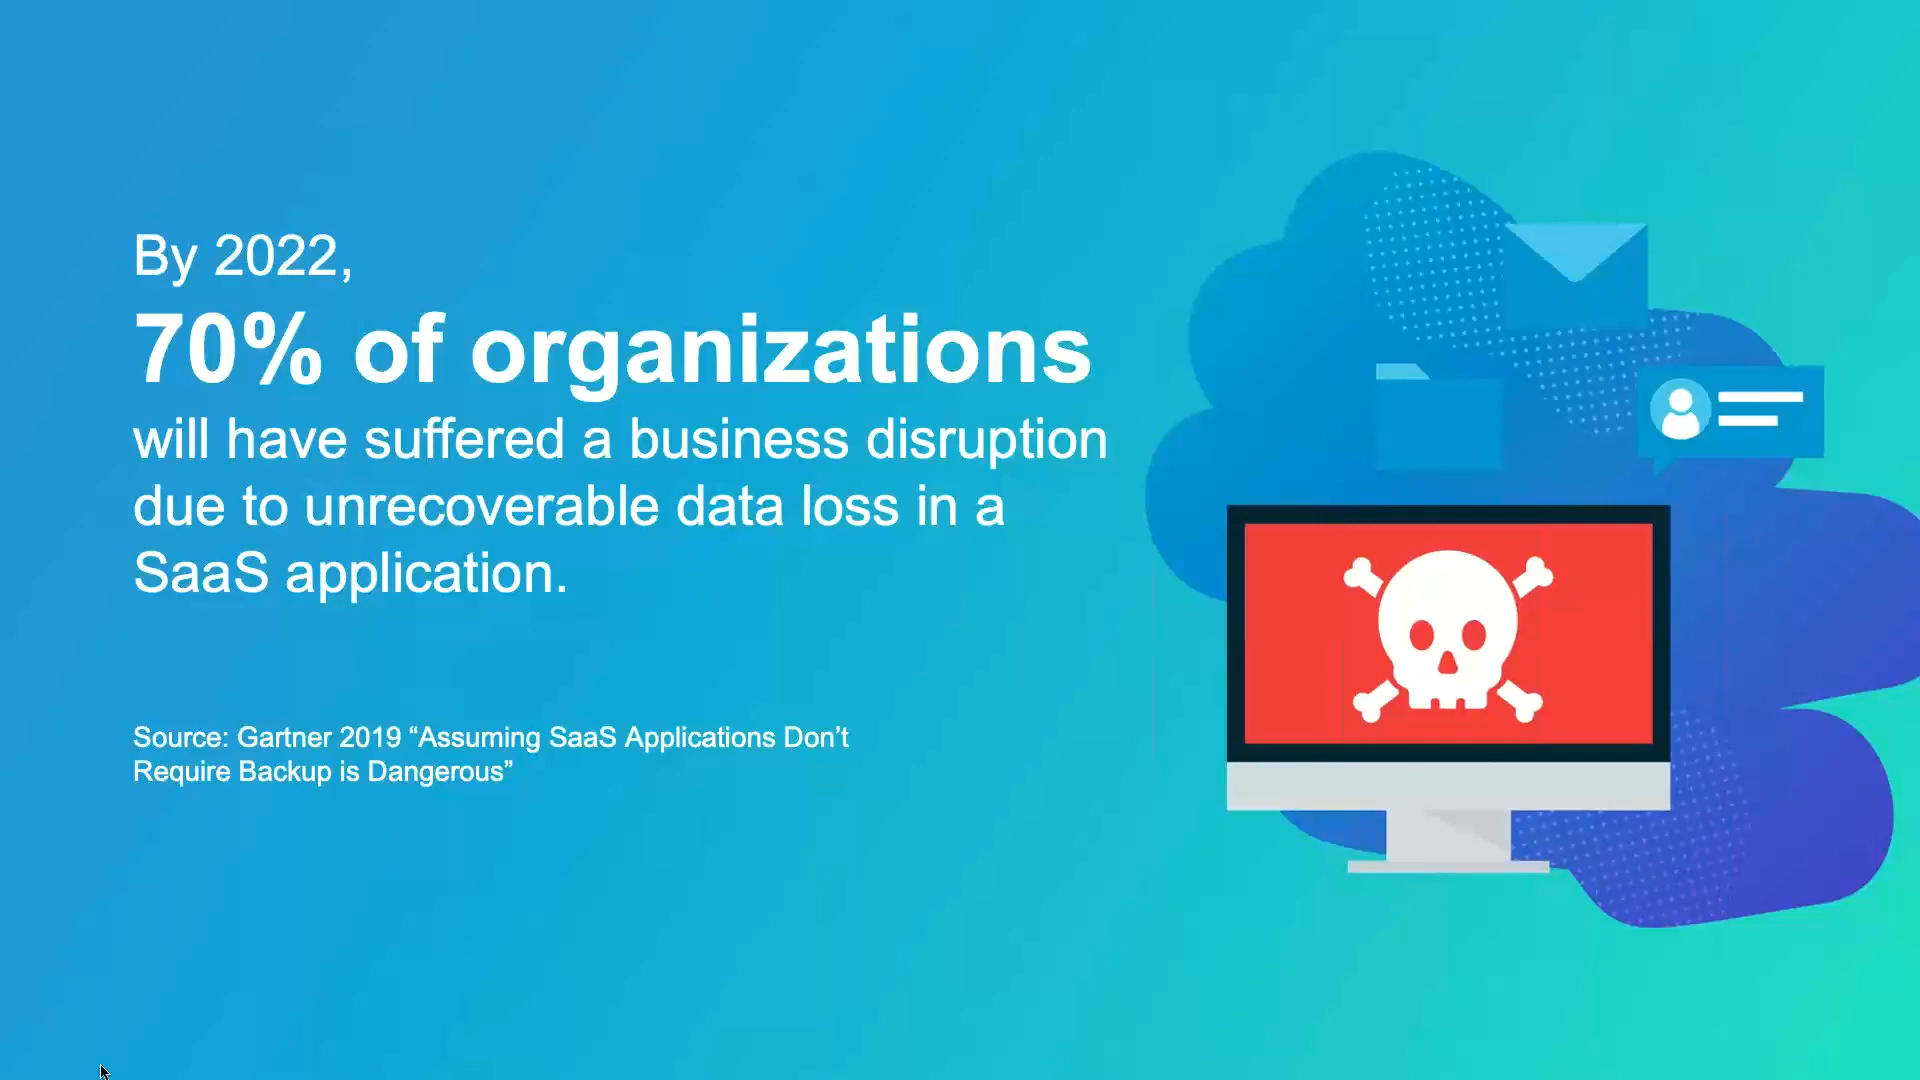 By 2022,
70% of organizations
will have suffered a business disruption
due to unrecoverable data loss in a
SaaS application.
Source: Gartner 2019 “Assuming SaaS Applications Don’t
Require Backup is Dangerous”